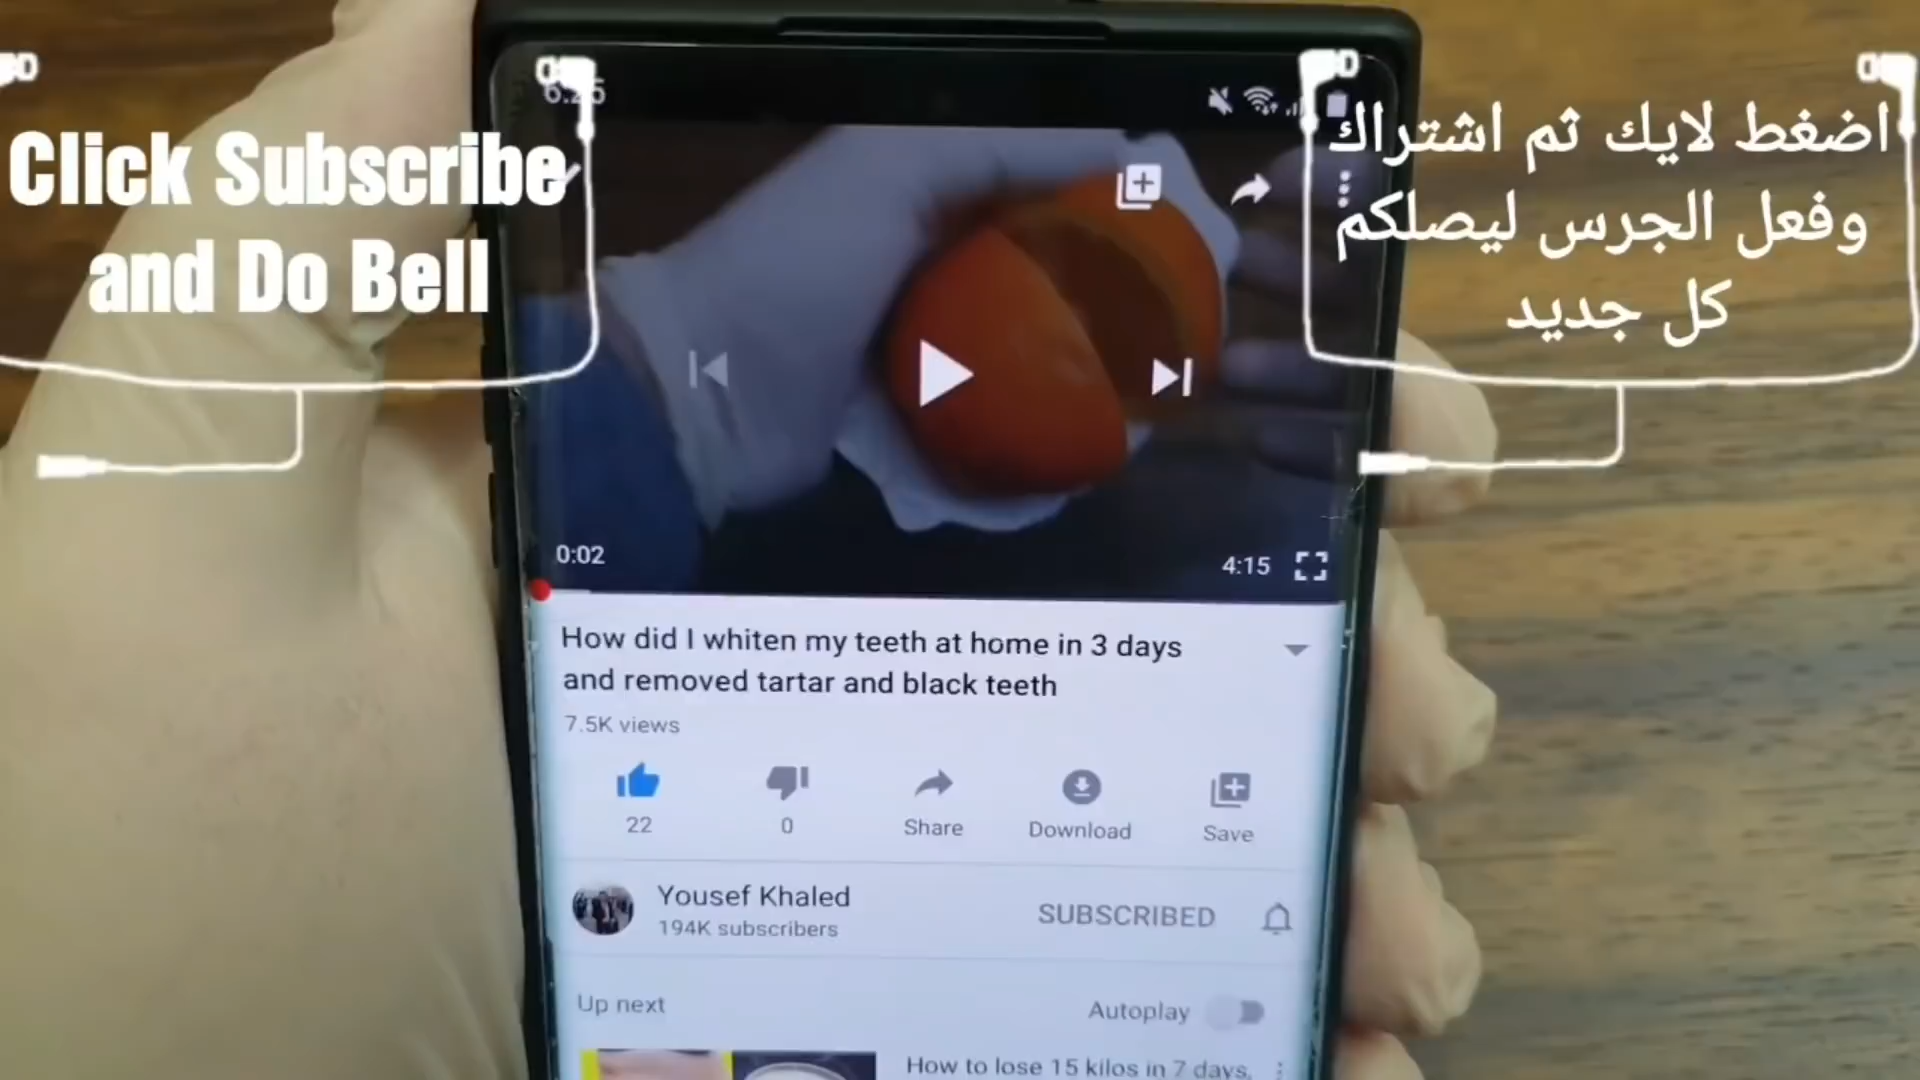 6:25
Click Subscribe
and Do Bell
اضغط لايك ثم اشتراك
وفعل الجرس ليصلكم
كل جديد
0:02
4:15
How did I whiten my teeth at home in 3 days
and removed tartar and black teeth
7.5K views
22
0
Share
Download
Save
Yousef Khaled
194K subscribers
SUBSCRIBED
Up next
Autoplay
How to lose 15 kilos in 7 days,